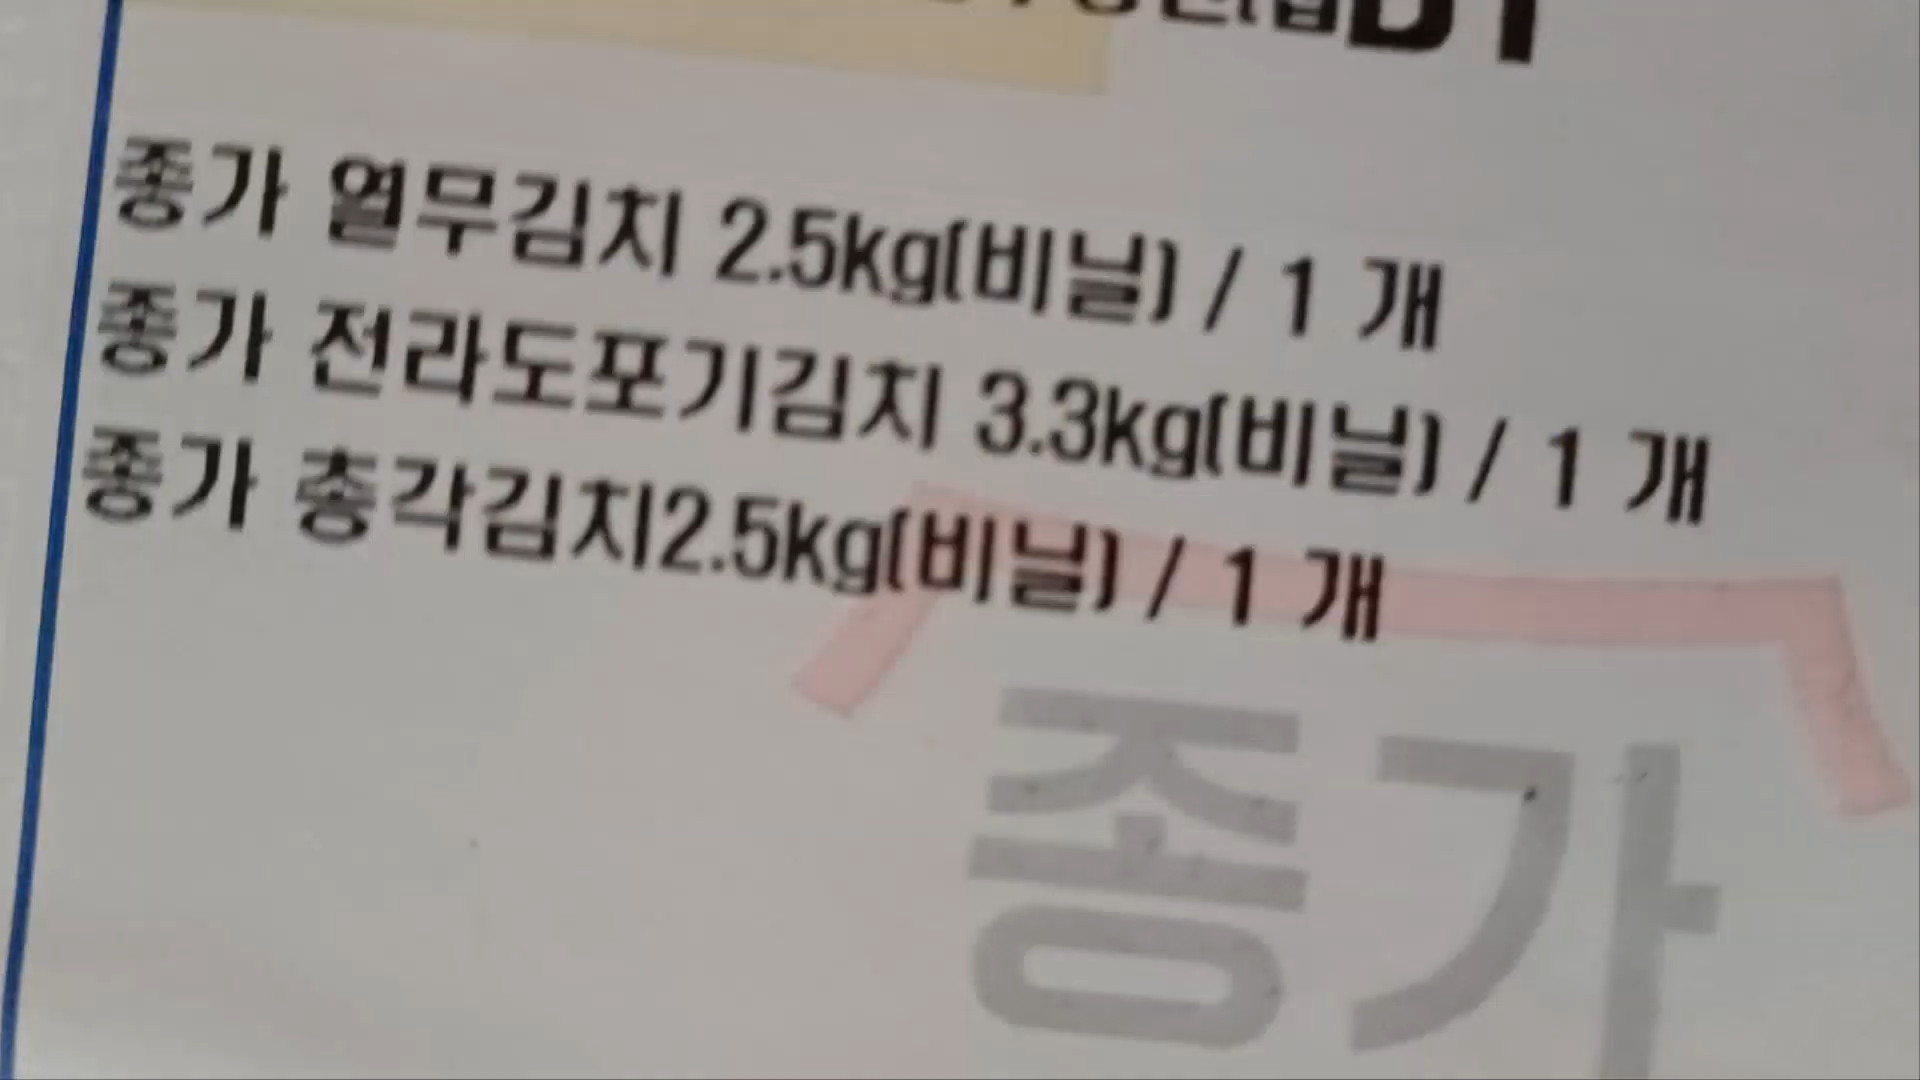 종가 열무김치 2.5kg(비닐) / 1 개
종가 전라도포기김치 3.3kg(비닐) / 1 개
종가 총각김치2.5kg(비닐) / 1 개
종가